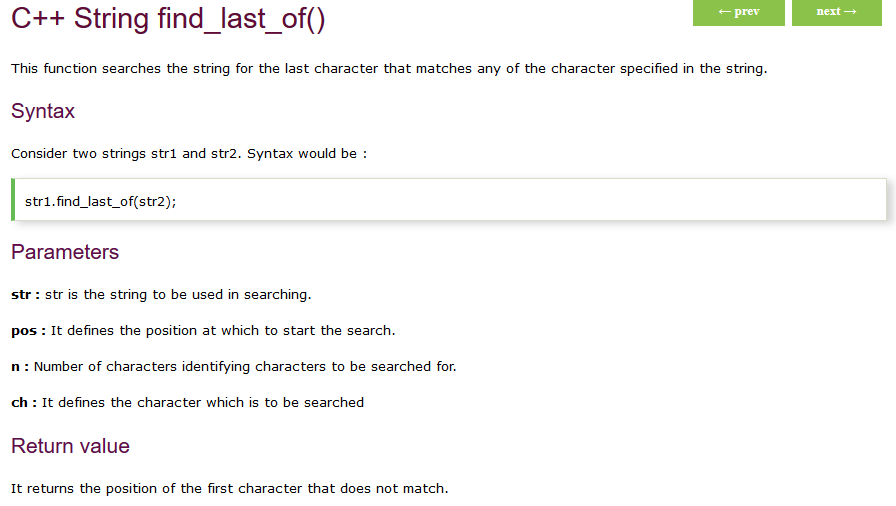 C++ String find_last_of()
← prev
next →
This function searches the string for the last character that matches any of the character specified in the string.
Syntax
Consider two strings str1 and str2. Syntax would be :
str1.find_last_of(str2);
Parameters
str : str is the string to be used in searching.
pos : It defines the position at which to start the search.
n : Number of characters identifying characters to be searched for.
ch : It defines the character which is to be searched
Return value
It returns the position of the first character that does not match.